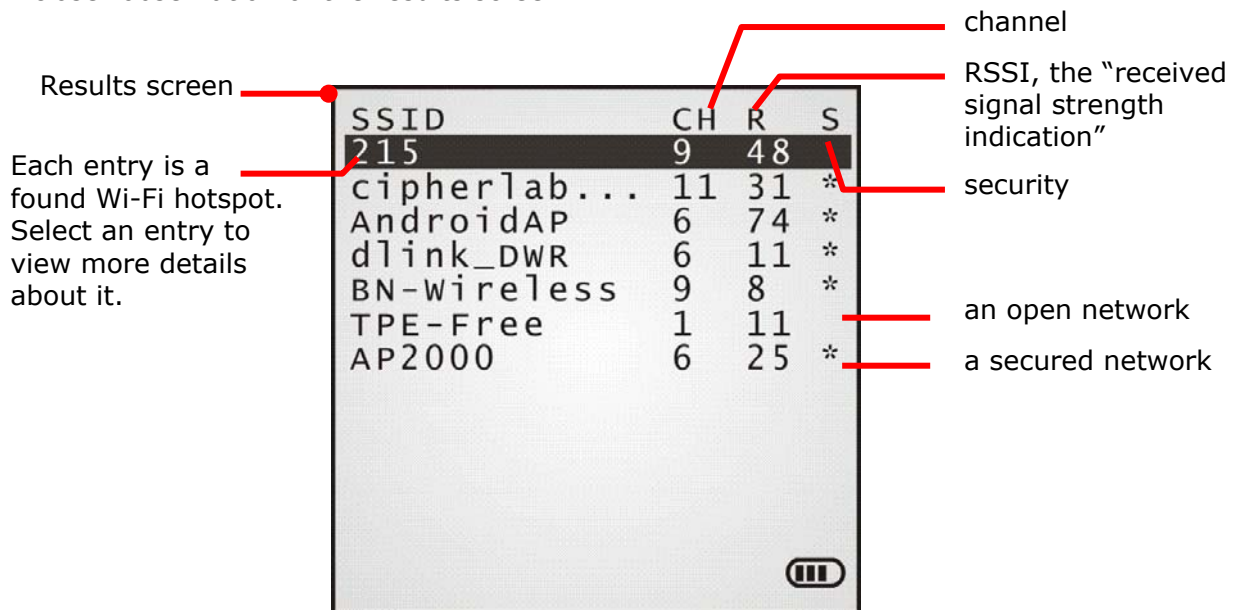 channel
Results screen
RSSI, the “received
signal strength
indication”
SSID CH R S
215 9 48
cipherlab... 11 31 *
AndroidAP 6 74 *
dlink_DWR 6 11 *
BN-Wireless 9 8 *
TPE-Free 1 11
AP2000 6 25 *
Each entry is a
found Wi-Fi hotspot.
Select an entry to
view more details
about it.
security
an open network
a secured network